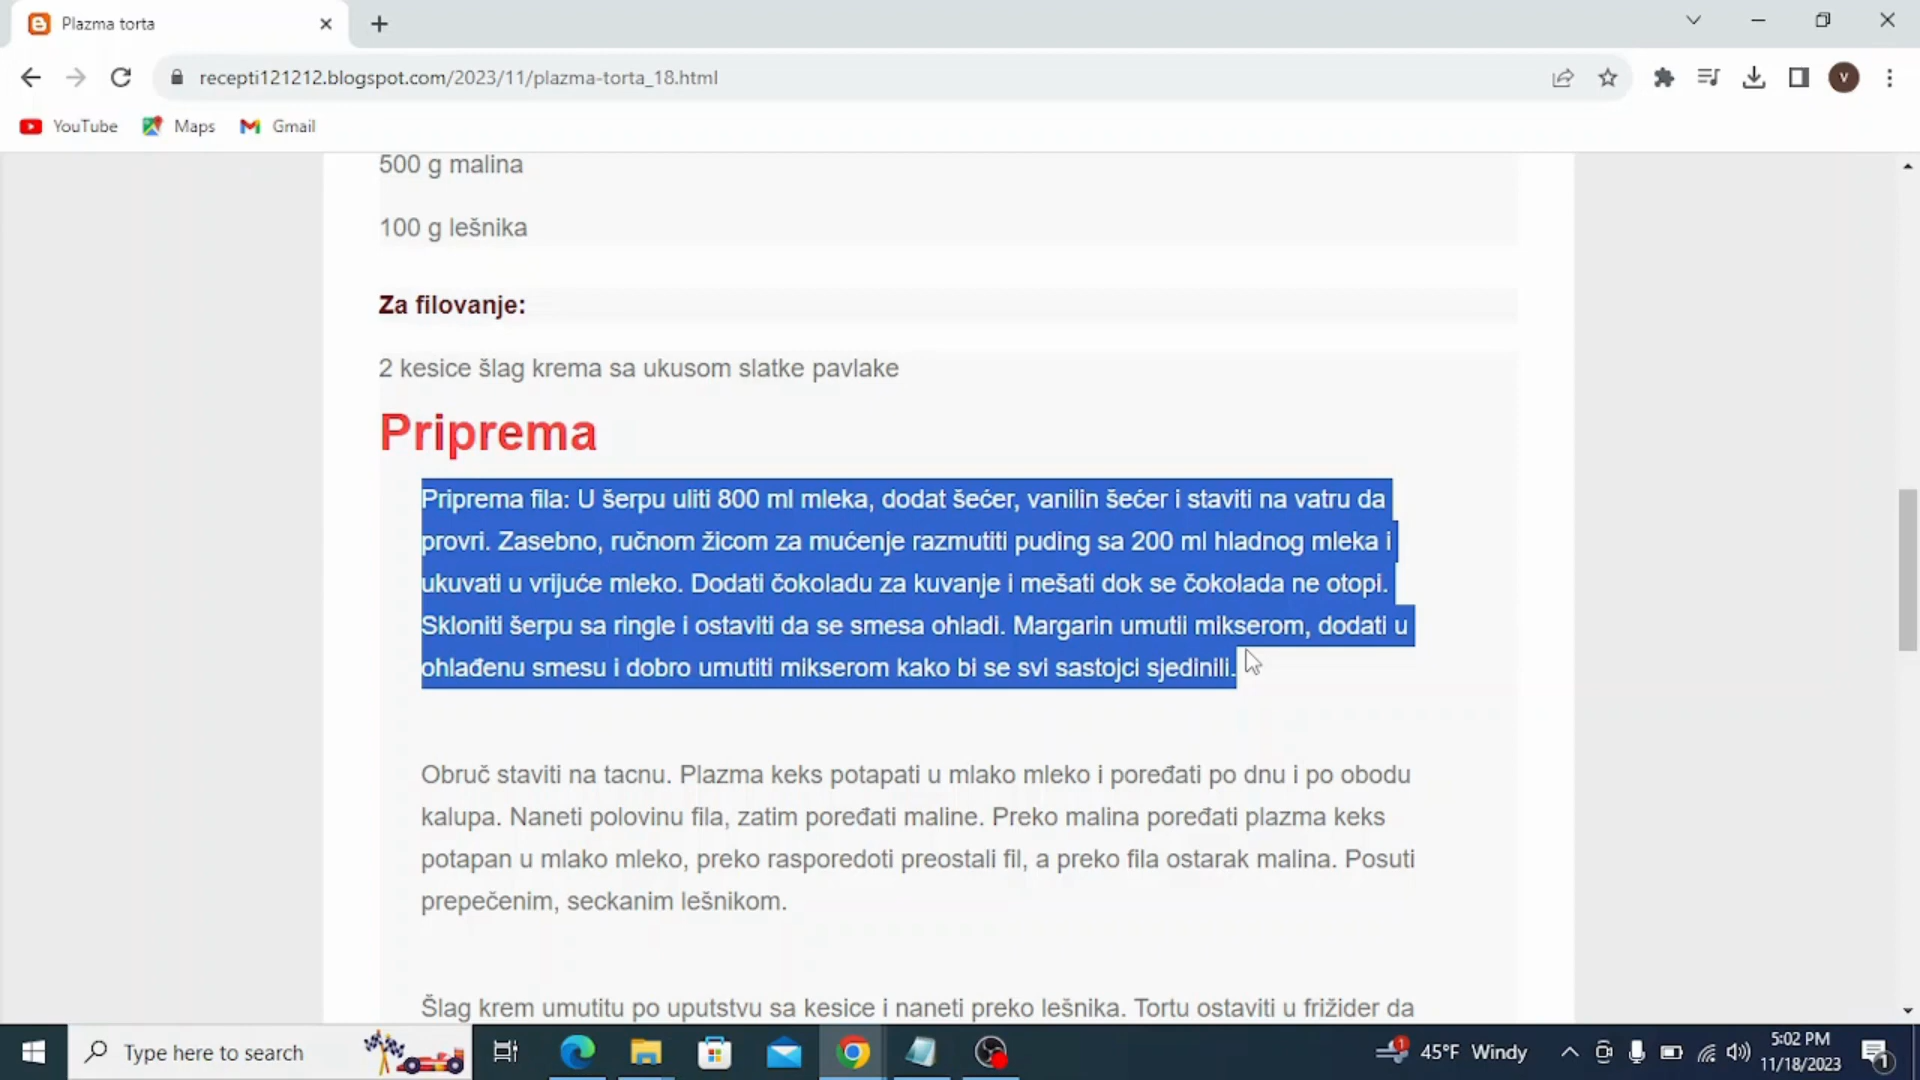 Plazma torta
recepti121212.blogspot.com/2023/11/plazma-torta_18.html
V
YouTube
Maps
Gmail
500 g malina
100 g lešnika
Za filovanje:
2 kesice šlag krema sa ukusom slatke pavlake
Priprema
Priprema fila: U šerpu uliti 800 ml mleka, dodat šećer, vanilin šećer i staviti na vatru da
provri. Zasebno, ručnom žicom za mućenje razmutiti puding sa 200 ml hladnog mleka i
ukuvati u vrijuće mleko. Dodati čokoladu za kuvanje i mešati dok se čokolada ne otopi.
Skloniti šerpu sa ringle i ostaviti da se smesa ohladi. Margarin umutii mikserom, dodati u
ohlađenu smesu i dobro umutiti mikserom kako bi se svi sastojci sjedinili.
Obruč staviti na tacnu. Plazma keks potapati u mlako mleko i poređati po dnu i po obodu
kalupa. Naneti polovinu fila, zatim poređati maline. Preko malina poređati plazma keks
potapan u mlako mleko, preko rasporedoti preostali fil, a preko fila ostarak malina. Posuti
prepečenim, seckanim lešnikom.
Šlag krem umutitu po uputstvu sa kesice i naneti preko lešnika. Tortu ostaviti u frižider da
Type here to search
1
45°F Windy
5:02 PM
11/18/2023
1